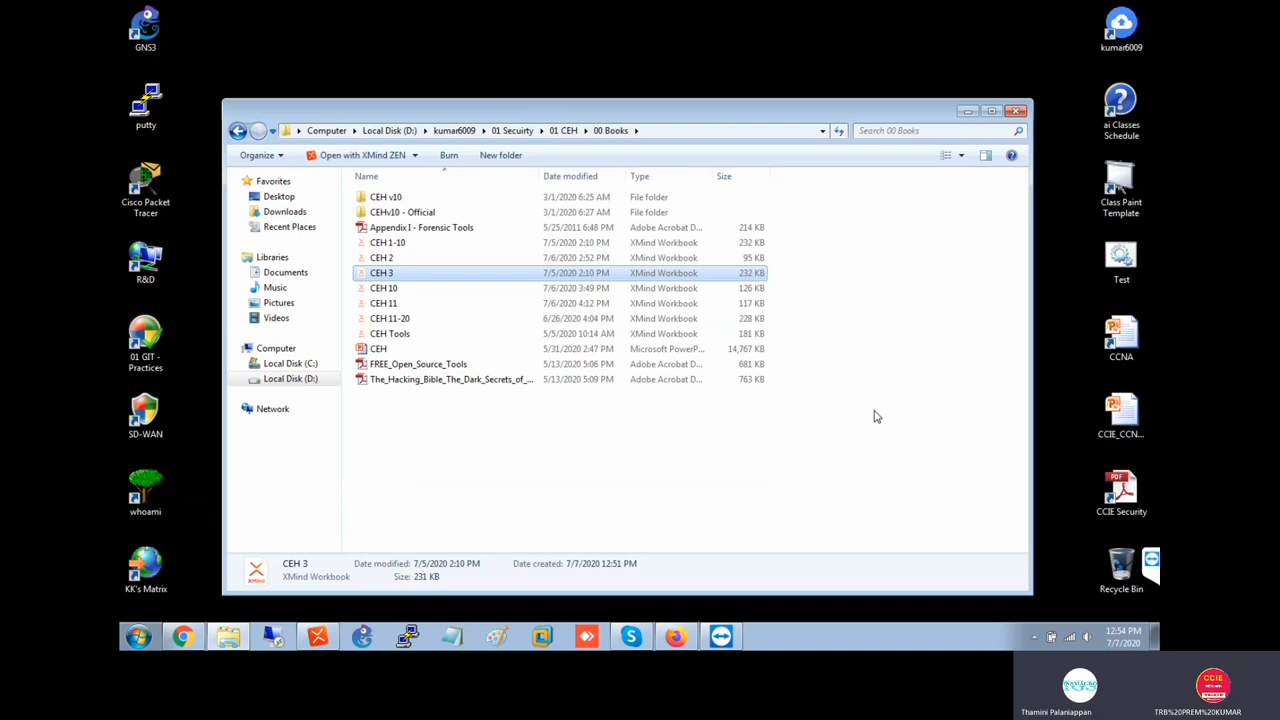 GNS3
putty
Cisco Packet
Tracer
R&D
01 GIT -
Practices
SD-WAN
whoami
KK's Matrix
Computer
Local Disk (D:)
kumar6009
01 Secuirty
01 CEH
00 Books
Search 00 Books
Organize
Open with XMind ZEN
Burn
New folder
Name
Date modified
Type
Size
Favorites
Desktop
Downloads
Recent Places
Libraries
Documents
Music
Pictures
Videos
Computer
Local Disk (C:)
Local Disk (D:)
Network
CEH v10 3/1/2020 6:25 AM File folder
CEHv10 - Official 3/1/2020 6:27 AM File folder
Appendix I - Forensic Tools 5/25/2011 6:48 PM Adobe Acrobat D... 214 KB
CEH 1-10 7/5/2020 2:10 PM XMind Workbook 232 KB
CEH 2 7/6/2020 2:52 PM XMind Workbook 95 KB
CEH 3 7/5/2020 2:10 PM XMind Workbook 232 KB
CEH 10 7/6/2020 3:49 PM XMind Workbook 126 KB
CEH 11 7/6/2020 4:12 PM XMind Workbook 117 KB
CEH 11-20 6/26/2020 4:04 PM XMind Workbook 228 KB
CEH Tools 5/5/2020 10:14 AM XMind Workbook 181 KB
CEH 5/31/2020 2:47 PM Microsoft PowerP... 14,767 KB
FREE_Open_Source_Tools 5/13/2020 5:06 PM Adobe Acrobat D... 681 KB
The_Hacking_Bible_The_Dark_Secrets_of_... 5/13/2020 5:09 PM Adobe Acrobat D... 763 KB
XMIND
CEH 3 Date modified: 7/5/2020 2:10 PM Date created: 7/7/2020 12:51 PM
XMind Workbook Size: 231 KB
kumar6009
ai Classes
Schedule
Class Paint
Template
Test
CCNA
CCIE_CCN...
PDF
CCIE Security
Recycle Bin
12:54 PM
7/7/2020
CCIE
Thamini Palaniappan
TRB%20PREM%20KUMAR